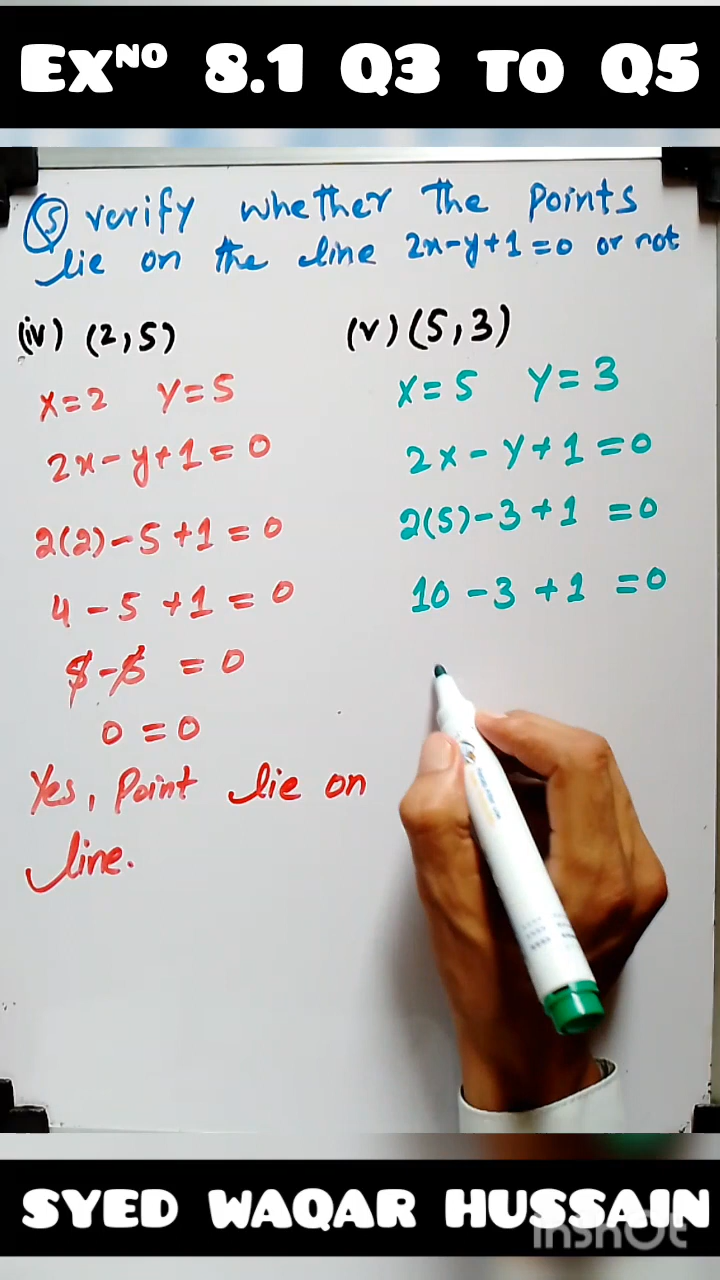 EXᴺᴼ 8.1 Q3 TO Q5
⑤ verify whether the points
lie on the line 2x-y+1=0 or not
(iv) (2,5)
x=2 y=5
2x-y+1=0
2(2)-5+1=0
4-5+1=0
5-5=0
0=0
Yes, Point lie on
line.
(v) (5,3)
x=5 y=3
2x-y+1=0
2(5)-3+1=0
10-3+1=0
SYED WAQAR HUSSAIN
InShOt